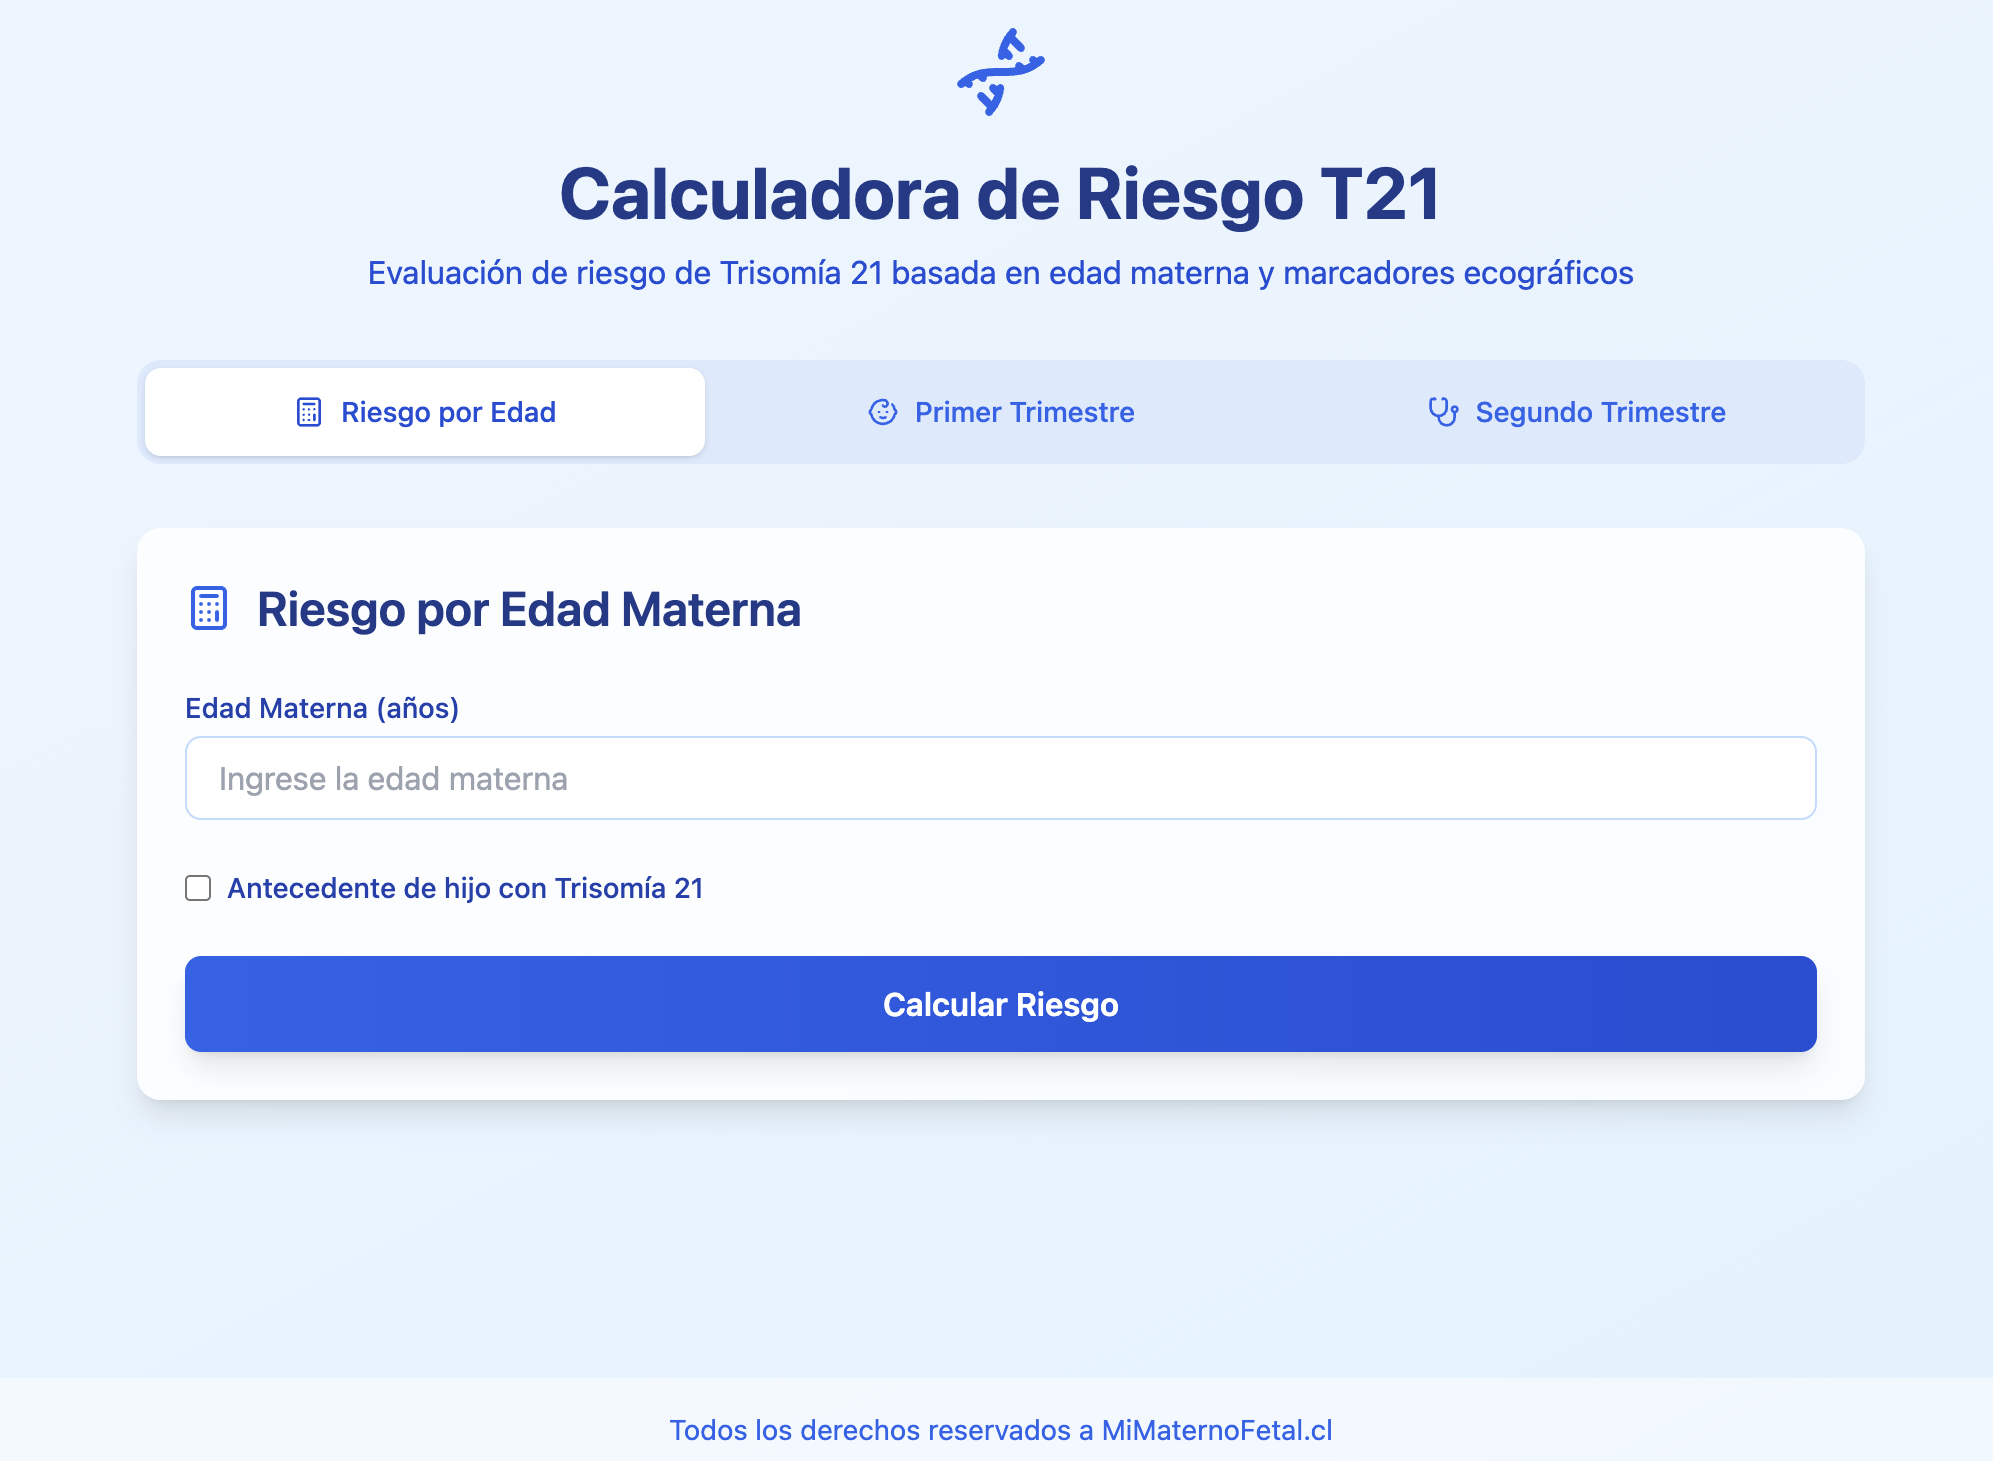 Calculadora de Riesgo T21
Evaluación de riesgo de Trisomía 21 basada en edad materna y marcadores ecográficos
Riesgo por Edad
Primer Trimestre
Segundo Trimestre
Riesgo por Edad Materna
Edad Materna (años)
Ingrese la edad materna
Antecedente de hijo con Trisomía 21
Calcular Riesgo
Todos los derechos reservados a MiMaternoFetal.cl